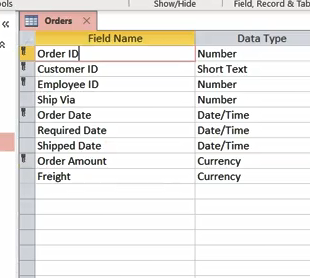 Show/Hide Field, Record & Tab
Orders
Field Name Data Type
Order ID Number
Customer ID Short Text
Employee ID Number
Ship Via Number
Order Date Date/Time
Required Date Date/Time
Shipped Date Date/Time
Order Amount Currency
Freight Currency